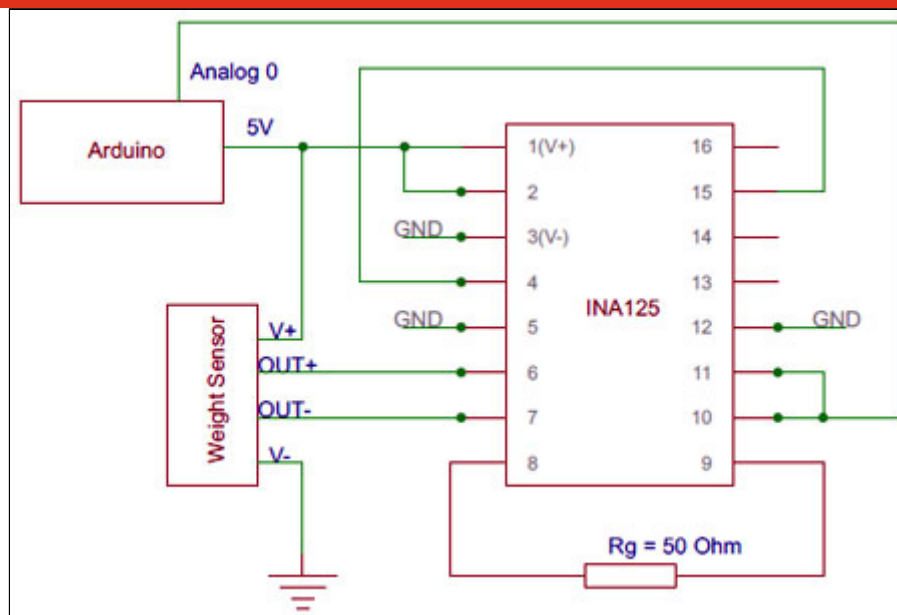 Analog 0
5V
Arduino
1(V+)
16
2
15
GND
3(V-)
14
4
13
INA125
GND
5
12
GND
V+
OUT+
6
11
Weight Sensor
OUT-
7
10
V-
8
9
Rg = 50 Ohm